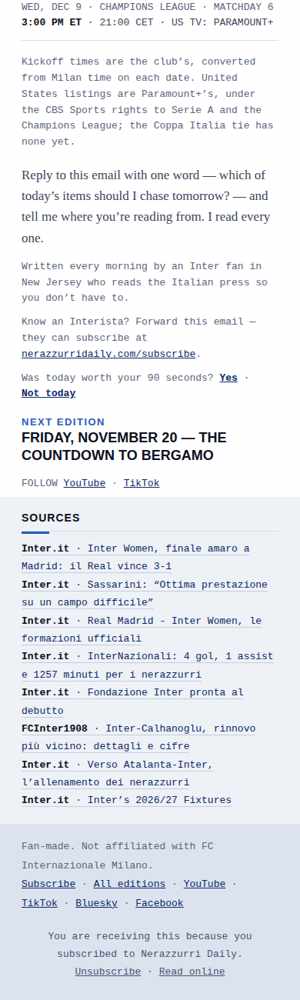 WED, DEC 9 · CHAMPIONS LEAGUE · MATCHDAY 6
3:00 PM ET · 21:00 CET · US TV: PARAMOUNT+
Kickoff times are the club’s, converted
from Milan time on each date. United
States listings are Paramount+’s, under
the CBS Sports rights to Serie A and the
Champions League; the Coppa Italia tie has
none yet.
Reply to this email with one word — which of
today’s items should I chase tomorrow? — and
tell me where you’re reading from. I read every
one.
Written every morning by an Inter fan in
New Jersey who reads the Italian press so
you don’t have to.
Know an Interista? Forward this email —
they can subscribe at
nerazzurridaily.com/subscribe.
Was today worth your 90 seconds? Yes ·
Not today
NEXT EDITION
FRIDAY, NOVEMBER 20 — THE
COUNTDOWN TO BERGAMO
FOLLOW YouTube · TikTok
SOURCES
Inter.it · Inter Women, finale amaro a
Madrid: il Real vince 3-1
Inter.it · Sassarini: “Ottima prestazione
su un campo difficile”
Inter.it · Real Madrid - Inter Women, le
formazioni ufficiali
Inter.it · InterNazionali: 4 gol, 1 assist
e 1257 minuti per i nerazzurri
Inter.it · Fondazione Inter pronta al
debutto
FCInter1908 · Inter-Calhanoglu, rinnovo
più vicino: dettagli e cifre
Inter.it · Verso Atalanta-Inter,
l’allenamento dei nerazzurri
Inter.it · Inter’s 2026/27 Fixtures
Fan-made. Not affiliated with FC
Internazionale Milano.
Subscribe · All editions · YouTube ·
TikTok · Bluesky · Facebook
You are receiving this because you
subscribed to Nerazzurri Daily.
Unsubscribe · Read online